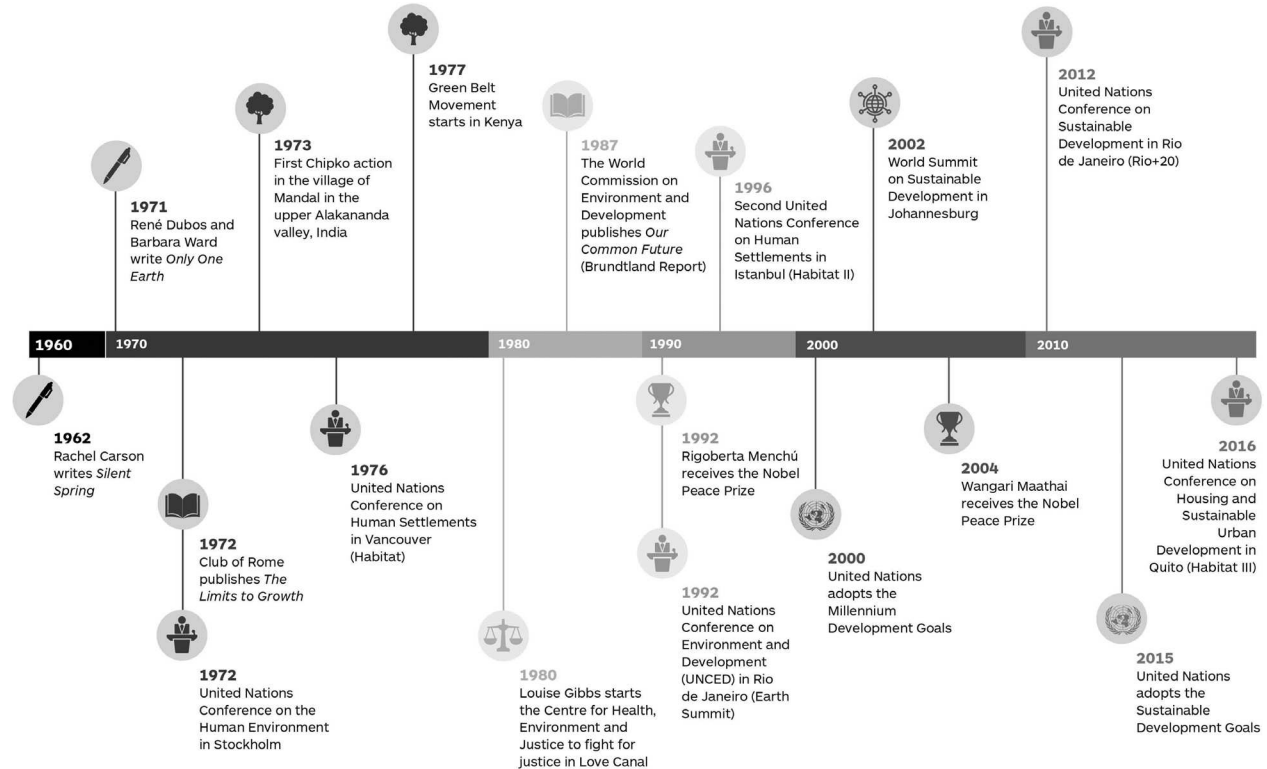 1977
Green Belt
Movement
starts in Kenya
2012
United Nations
Conference on
Sustainable
Development in Rio
de Janeiro (Rio+20)
1973
First Chipko action
in the village of
Mandal in the
upper Alakananda
valley, India
1987
The World
Commission on
Environment and
Development
publishes Our
Common Future
(Brundtland Report)
2002
World Summit
on Sustainable
Development in
Johannesburg
1971
René Dubos and
Barbara Ward
write Only One
Earth
1996
Second United
Nations Conference
on Human
Settlements in
Istanbul (Habitat II)
1960
1970
1980
1990
2000
2010
1962
Rachel Carson
writes Silent
Spring
1976
United Nations
Conference on
Human Settlements
in Vancouver
(Habitat)
1992
Rigoberta Menchú
receives the Nobel
Peace Prize
2004
Wangari Maathai
receives the Nobel
Peace Prize
2016
United Nations
Conference on
Housing and
Sustainable
Urban
Development in
Quito (Habitat III)
1972
Club of Rome
publishes The
Limits to Growth
1992
United Nations
Conference on
Environment and
Development
(UNCED) in Rio
de Janeiro (Earth
Summit)
2000
United Nations
adopts the
Millennium
Development Goals
1972
United Nations
Conference on the
Human Environment
in Stockholm
1980
Louise Gibbs starts
the Centre for Health,
Environment and
Justice to fight for
justice in Love Canal
2015
United Nations
adopts the
Sustainable
Development Goals